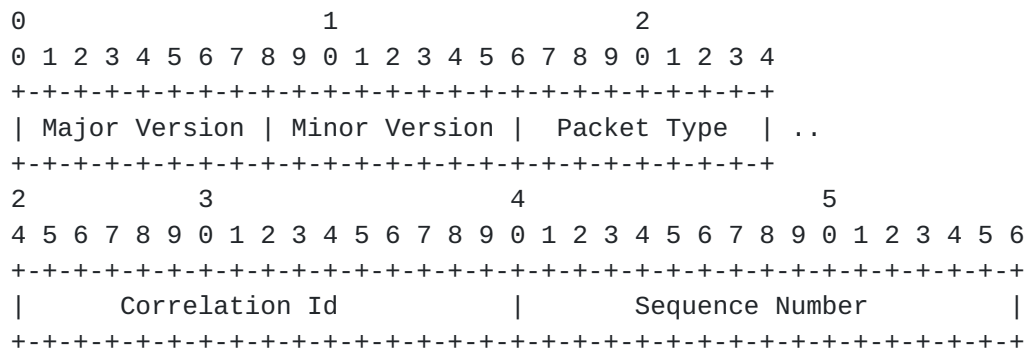 0                   1                   2
0 1 2 3 4 5 6 7 8 9 0 1 2 3 4 5 6 7 8 9 0 1 2 3 4
+-+-+-+-+-+-+-+-+-+-+-+-+-+-+-+-+-+-+-+-+-+-+-+-+
| Major Version | Minor Version |  Packet Type  | ..
+-+-+-+-+-+-+-+-+-+-+-+-+-+-+-+-+-+-+-+-+-+-+-+-+
2           3                   4                   5
4 5 6 7 8 9 0 1 2 3 4 5 6 7 8 9 0 1 2 3 4 5 6 7 8 9 0 1 2 3 4 5 6
+-+-+-+-+-+-+-+-+-+-+-+-+-+-+-+-+-+-+-+-+-+-+-+-+-+-+-+-+-+-+-+-+
|      Correlation Id           |       Sequence Number         |
+-+-+-+-+-+-+-+-+-+-+-+-+-+-+-+-+-+-+-+-+-+-+-+-+-+-+-+-+-+-+-+-+